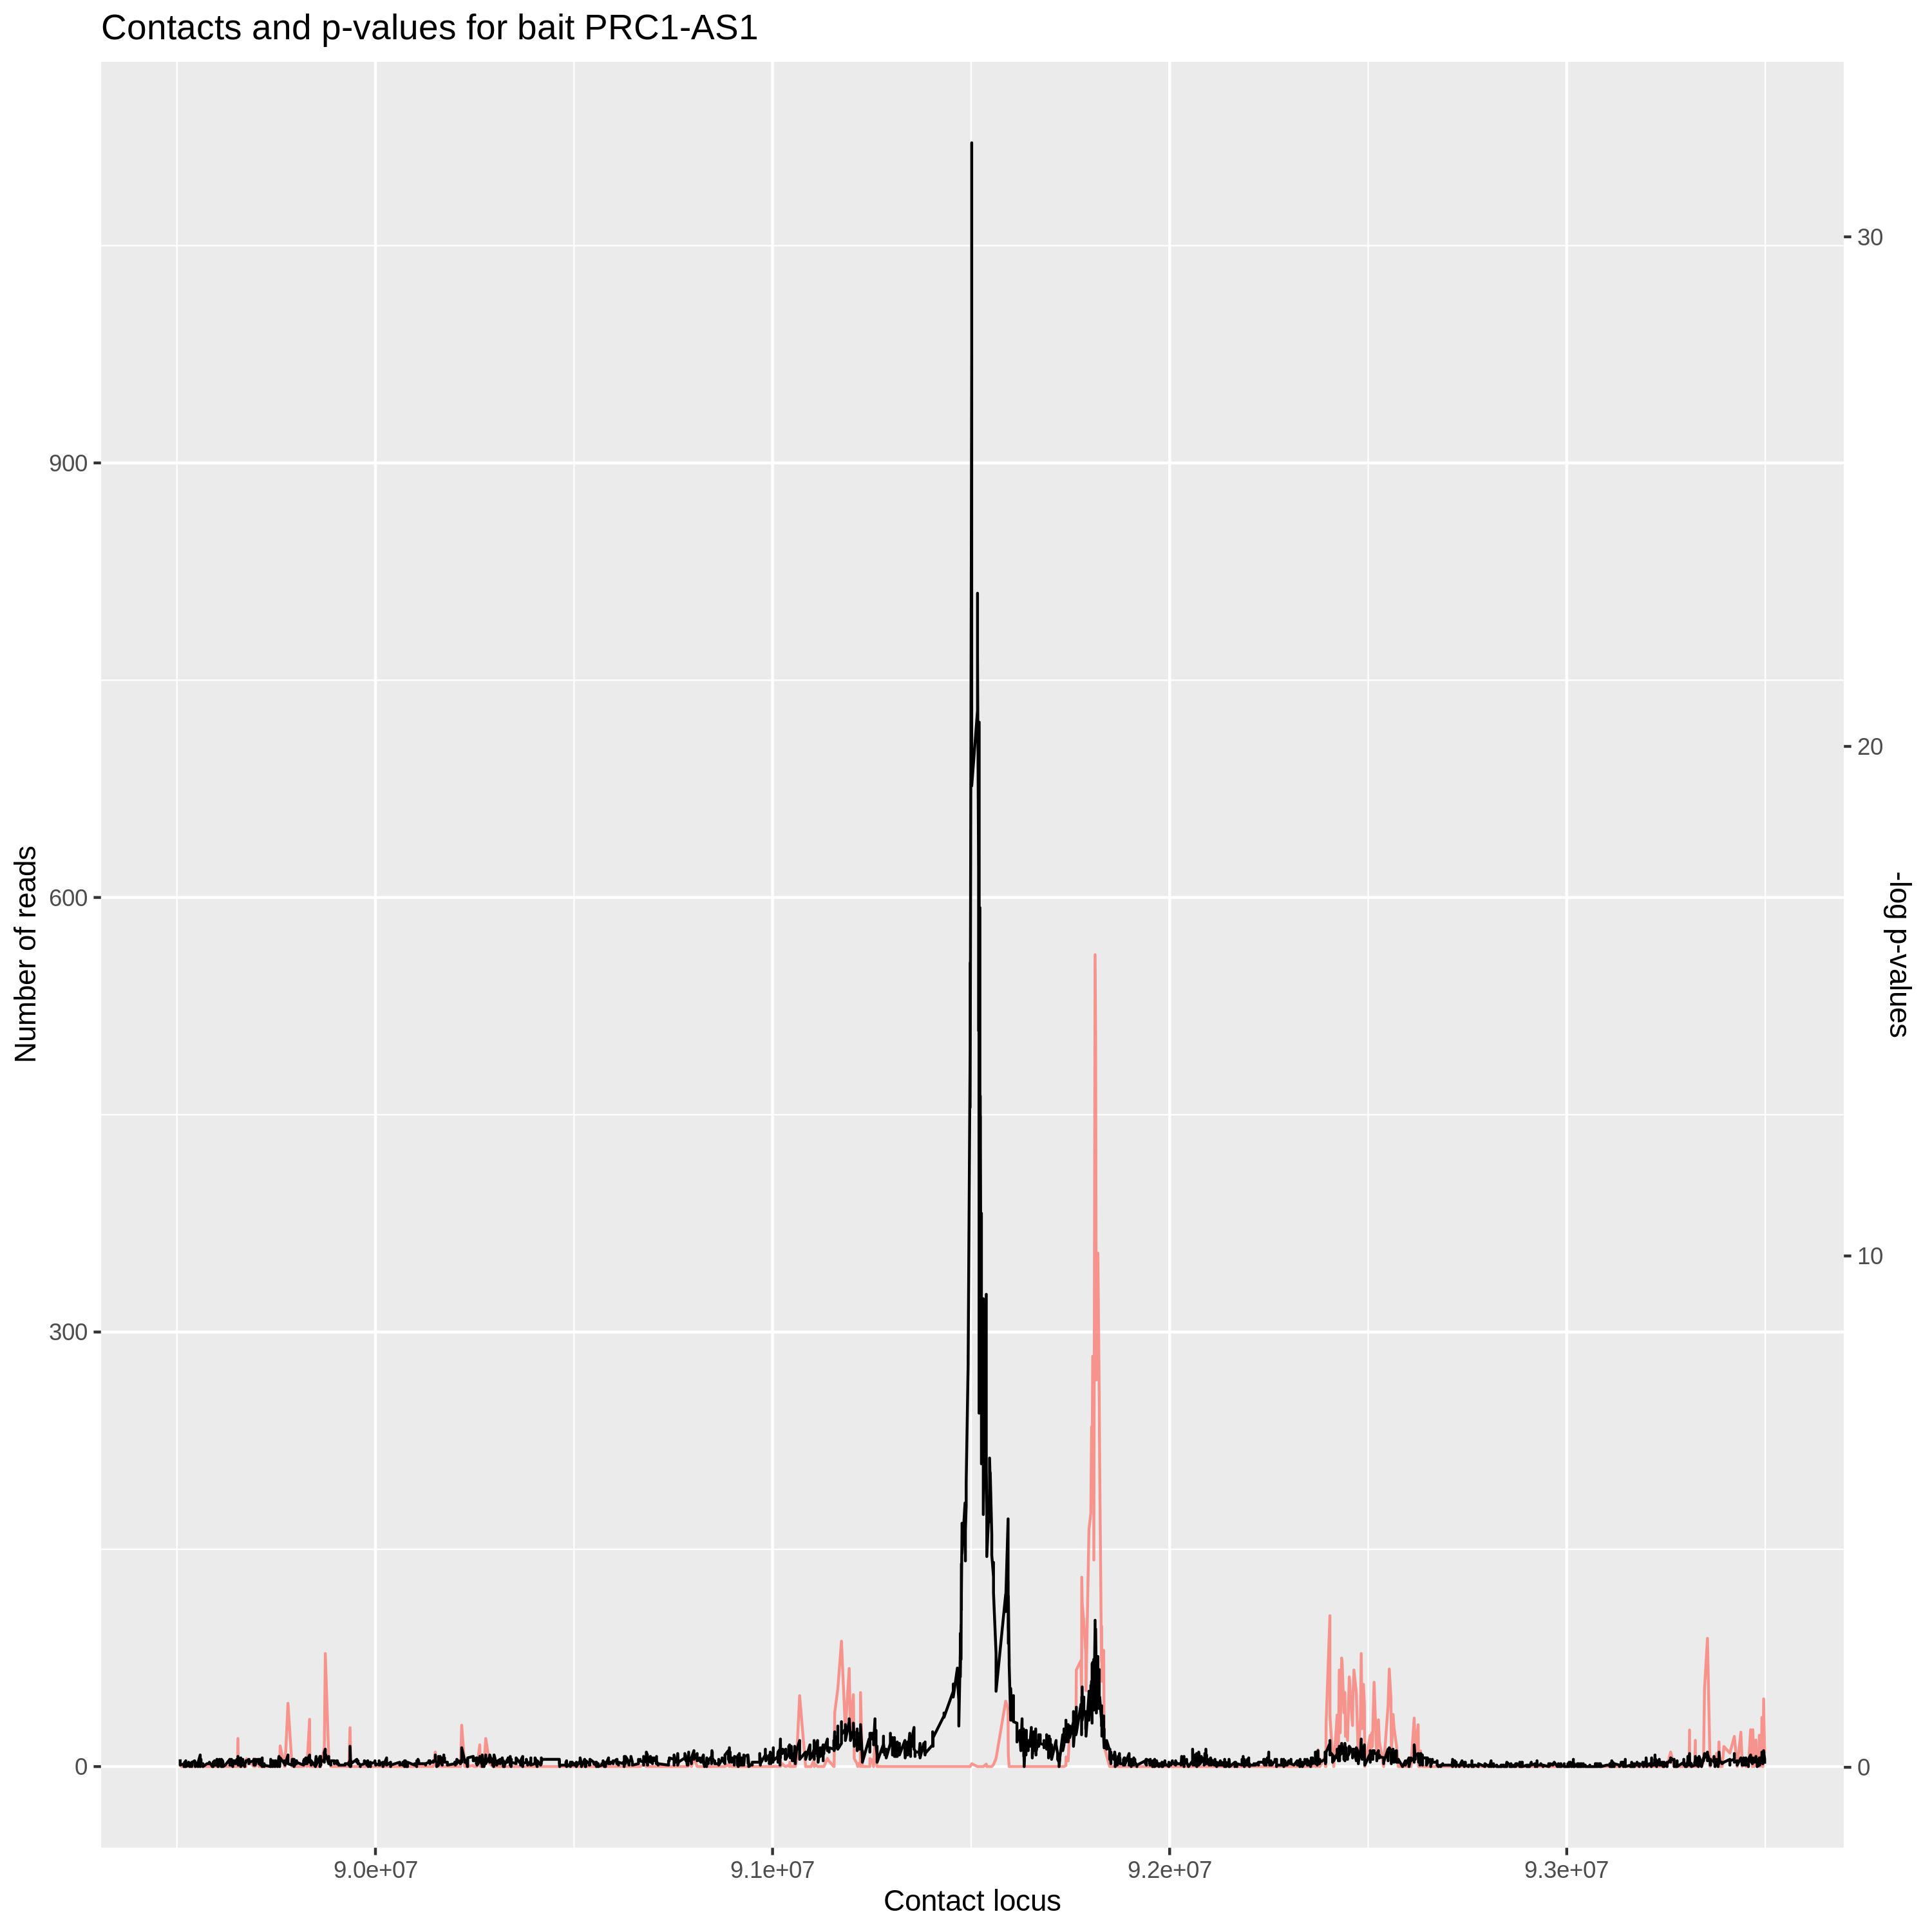 Contacts and p-values for bait PRC1-AS1
900
600
300
0
30
20
10
0
Number of reads
-log p-values
9.0e+07
9.1e+07
9.2e+07
9.3e+07
Contact locus